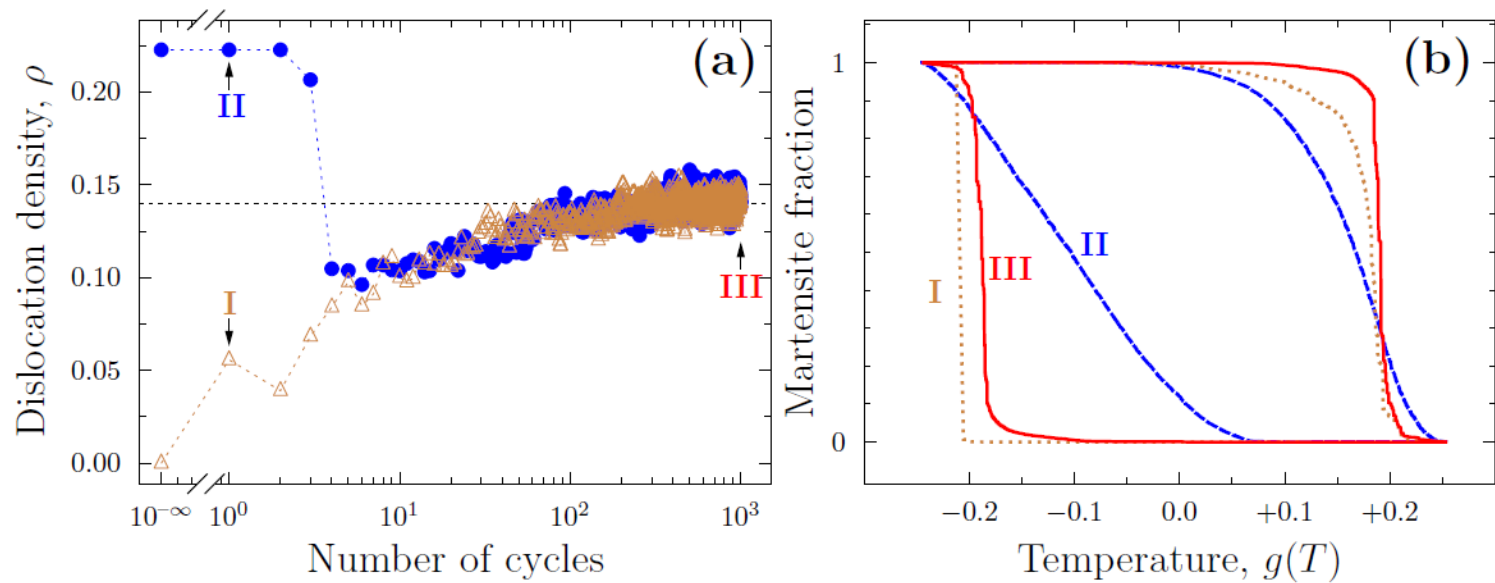 (a)
Dislocation density, ρ
0.20
0.15
0.10
0.05
0.00
II
I
III
10^{-∞} 10^0 10^1 10^2 10^3
Number of cycles
(b)
Martensite fraction
1
0
I
III
II
−0.2 −0.1 0.0 +0.1 +0.2
Temperature, g(T)